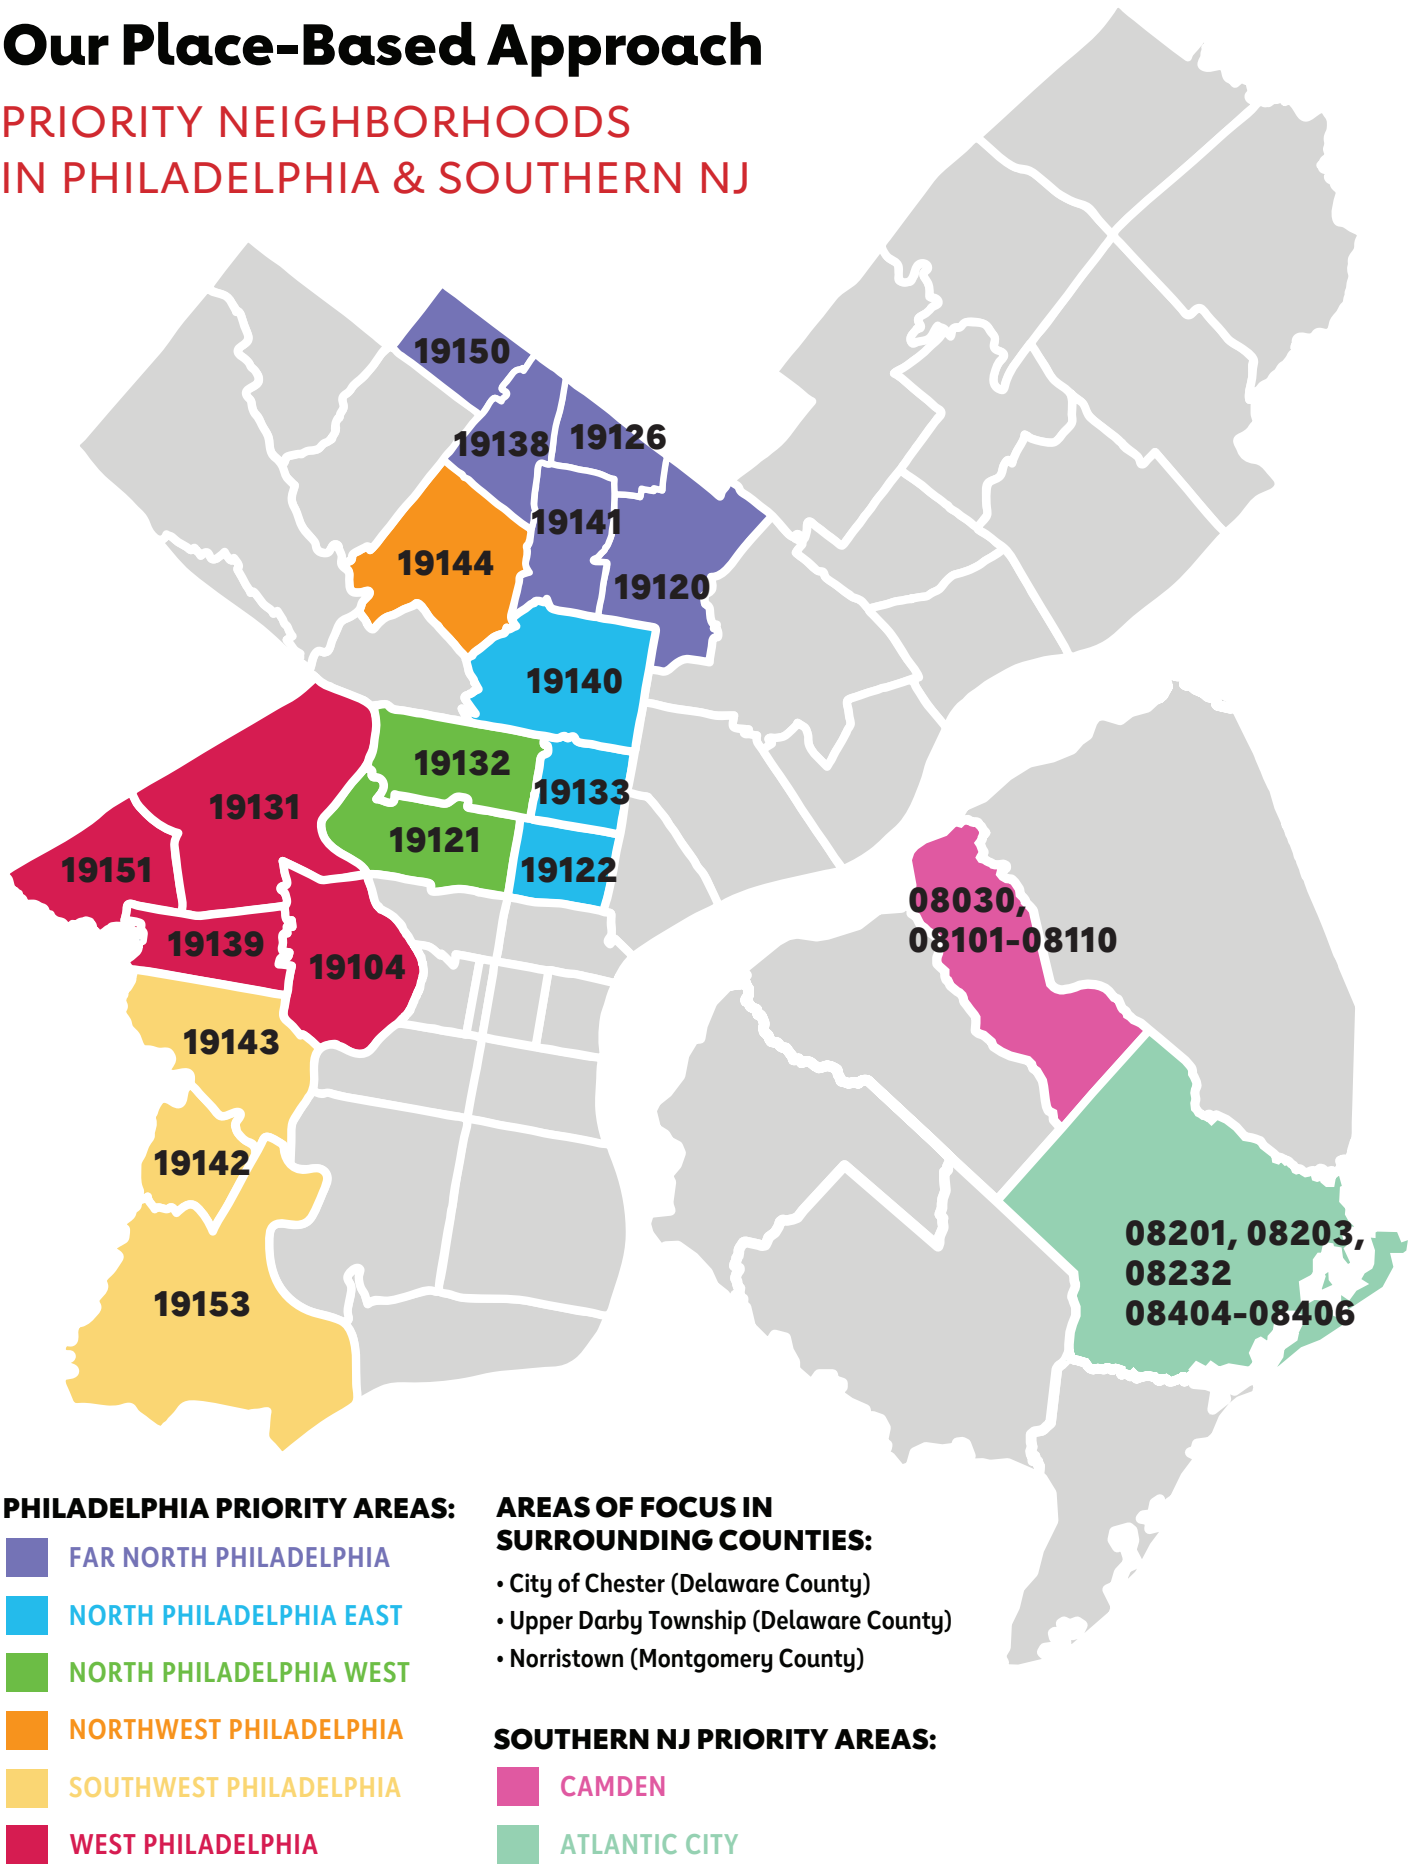 Our Place-Based Approach
PRIORITY NEIGHBORHOODS
IN PHILADELPHIA & SOUTHERN NJ
19150
19138
19126
19141
19144
19120
19140
19132
19133
19131
19121
19151
19122
19139
19104
19143
19142
19153
08030,
08101-08110
08201, 08203,
08232
08404-08406
PHILADELPHIA PRIORITY AREAS:
FAR NORTH PHILADELPHIA
NORTH PHILADELPHIA EAST
NORTH PHILADELPHIA WEST
NORTHWEST PHILADELPHIA
SOUTHWEST PHILADELPHIA
WEST PHILADELPHIA
AREAS OF FOCUS IN
SURROUNDING COUNTIES:
• City of Chester (Delaware County)
• Upper Darby Township (Delaware County)
• Norristown (Montgomery County)
SOUTHERN NJ PRIORITY AREAS:
CAMDEN
ATLANTIC CITY